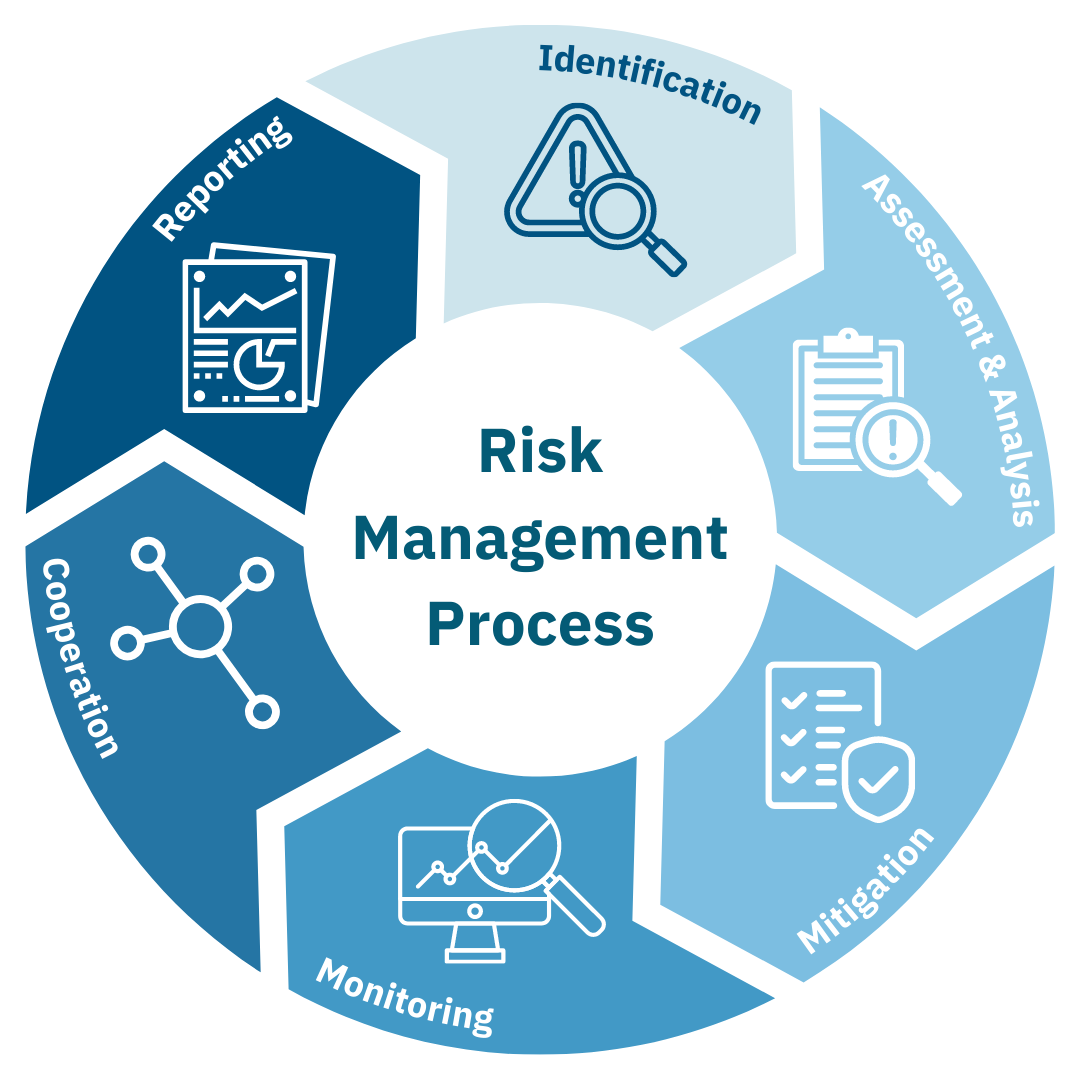 Risk
Management
Process
Identification
Assessment & Analysis
Mitigation
Monitoring
Cooperation
Reporting